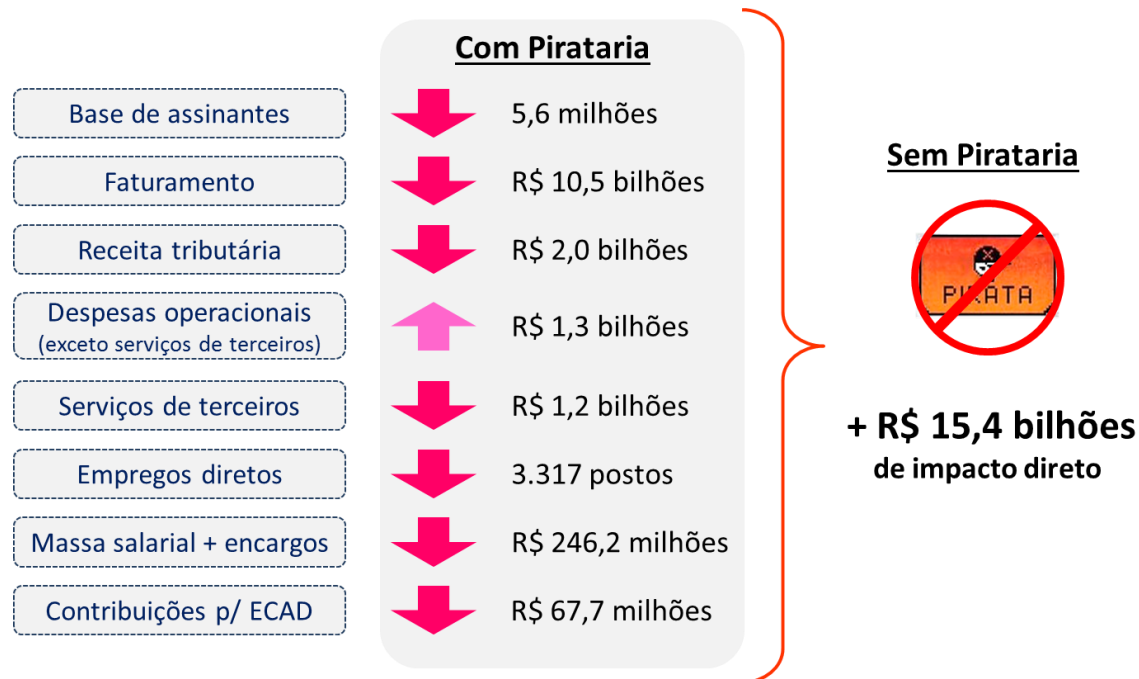 Com Pirataria
Base de assinantes
5,6 milhões
Faturamento
R$ 10,5 bilhões
Receita tributária
R$ 2,0 bilhões
Despesas operacionais
(exceto serviços de terceiros)
R$ 1,3 bilhões
Serviços de terceiros
R$ 1,2 bilhões
Empregos diretos
3.317 postos
Massa salarial + encargos
R$ 246,2 milhões
Contribuições p/ ECAD
R$ 67,7 milhões
Sem Pirataria
PIRATA
+ R$ 15,4 bilhões
de impacto direto